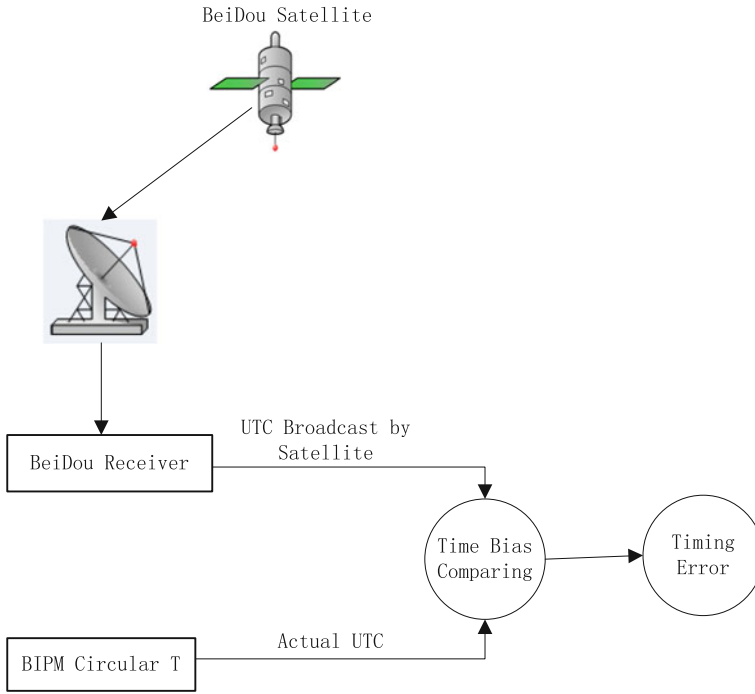 BeiDou Satellite
UTC Broadcast by
Satellite
BeiDou Receiver
Time Bias
Comparing
Timing
Error
Actual UTC
BIPM Circular T